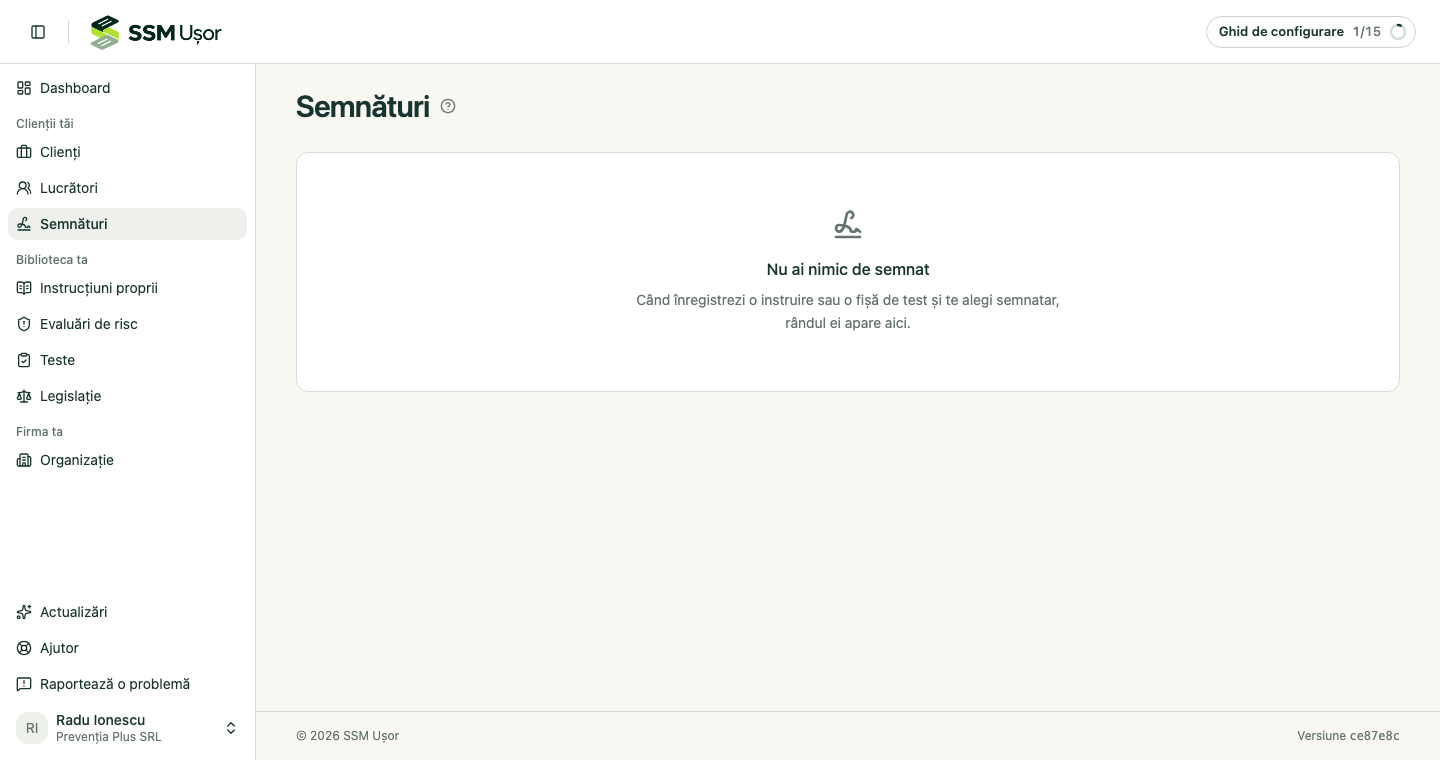 SSM Ușor
Ghid de configurare 1/15
Dashboard
Clienții tăi
Clienți
Lucrători
Semnături
Biblioteca ta
Instrucțiuni proprii
Evaluări de risc
Teste
Legislație
Firma ta
Organizație
Actualizări
Ajutor
Raportează o problemă
RI
Radu Ionescu
Prevenția Plus SRL
Semnături
Nu ai nimic de semnat
Când înregistrezi o instruire sau o fișă de test și te alegi semnatar,
rândul ei apare aici.
© 2026 SSM Ușor
Versiune ce87e8c